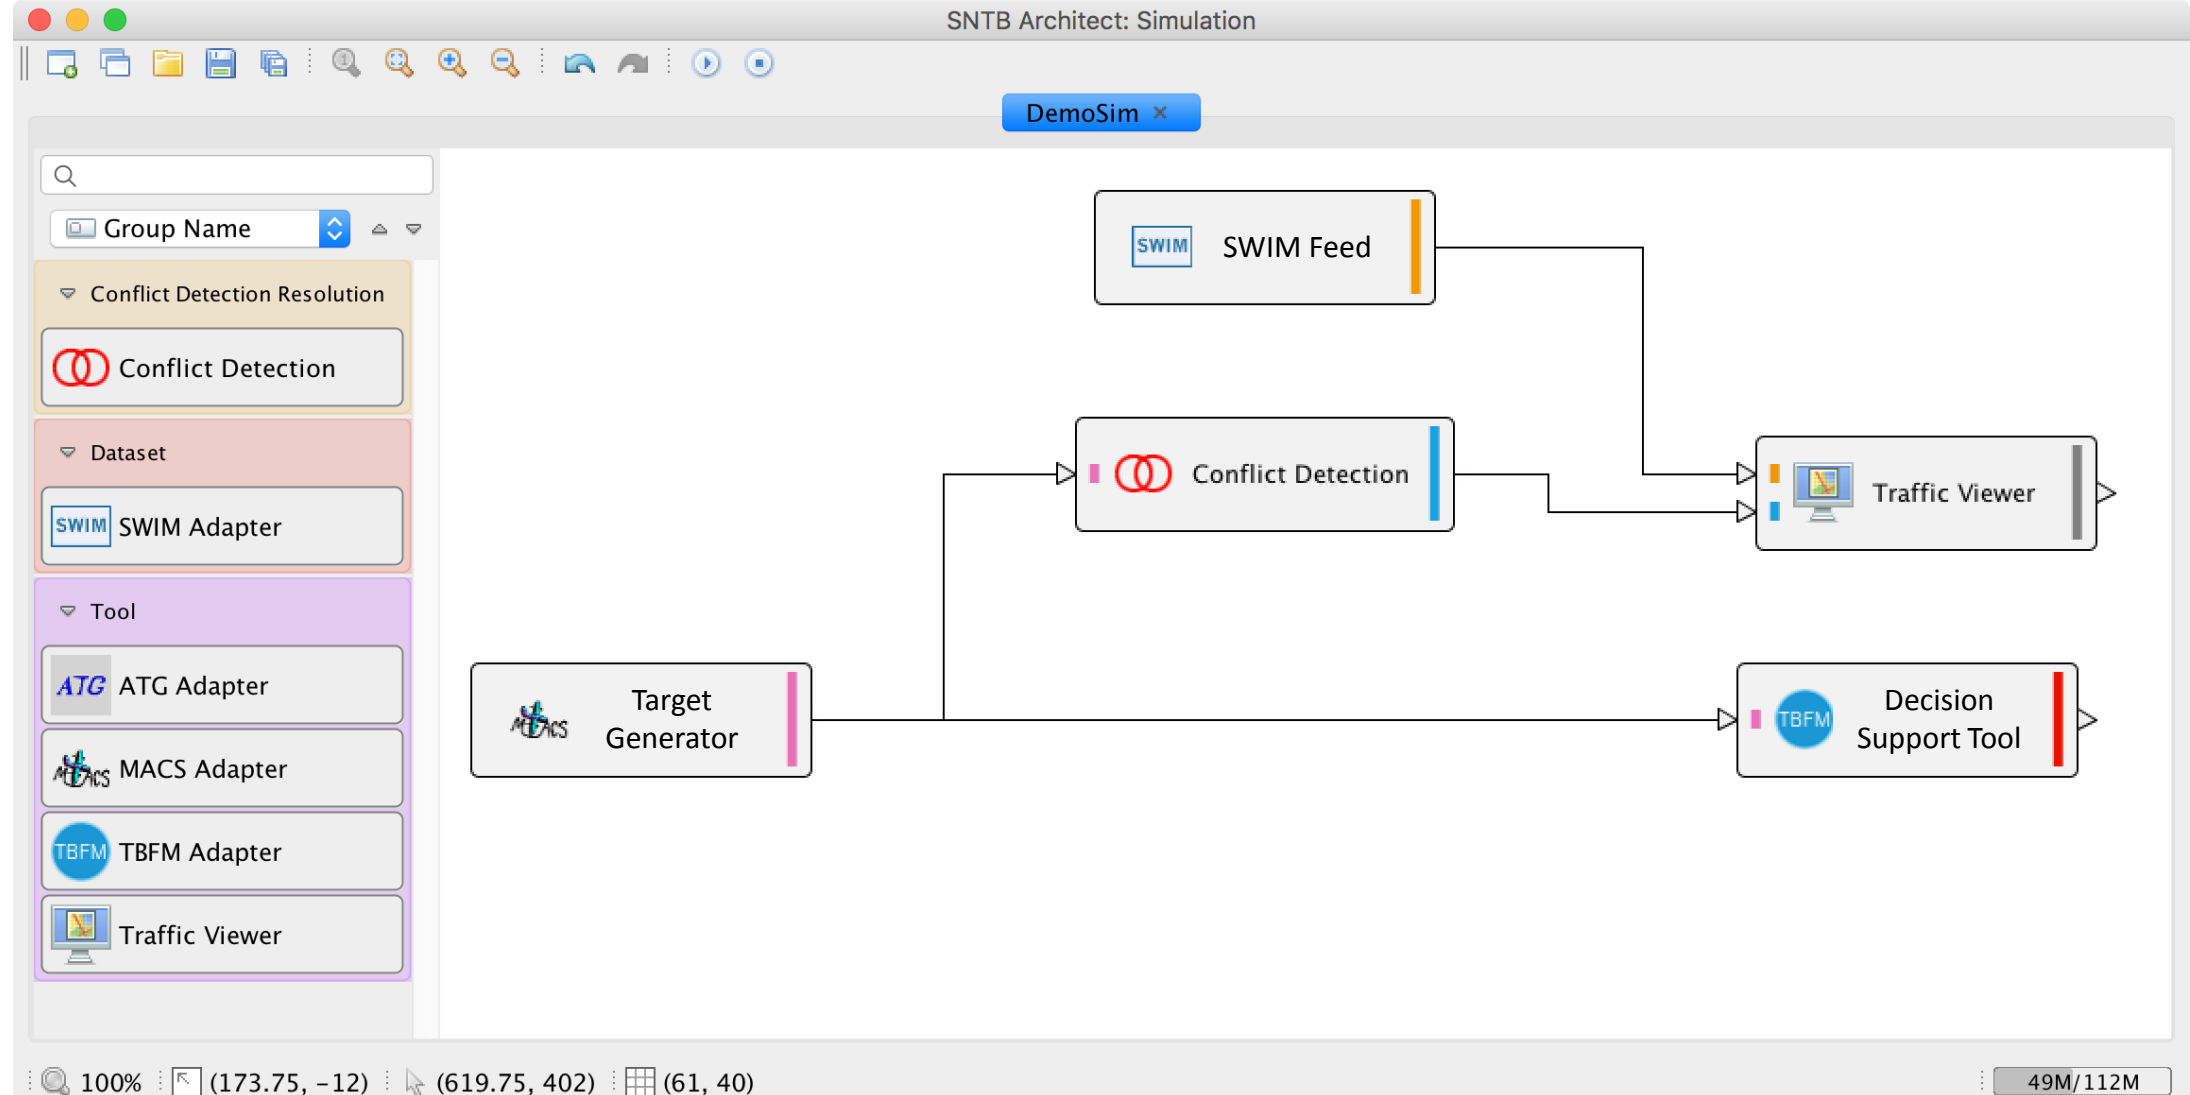 SNTB Architect: Simulation
DemoSim ×
Group Name
Conflict Detection Resolution
Conflict Detection
Dataset
SWIM SWIM Adapter
Tool
ATG ATG Adapter
MACS MACS Adapter
TBFM TBFM Adapter
Traffic Viewer
SWIM SWIM Feed
Conflict Detection
Traffic Viewer
MACS Target
Generator
TBFM Decision
Support Tool
100% (173.75, -12) (619.75, 402) (61, 40) 49M/112M